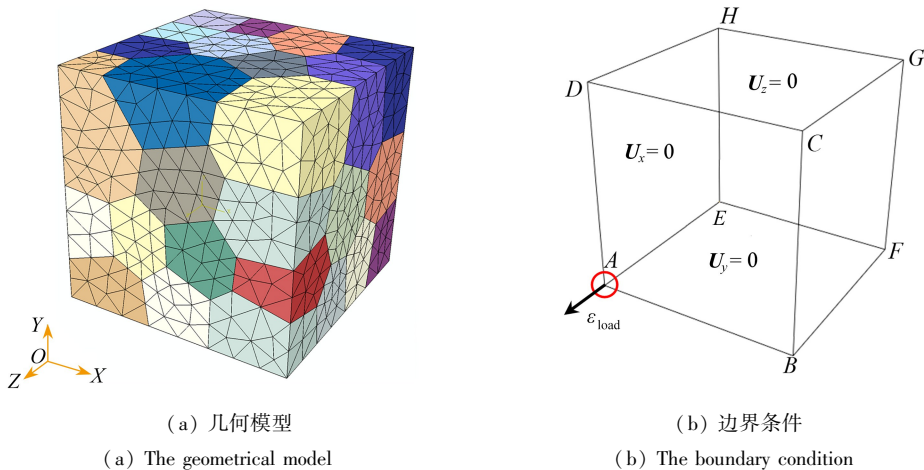 Y
O
Z
X
H
G
D
C
E
F
A
B
U_z=0
U_x=0
U_y=0
ε_load
(a) 几何模型
(a) The geometrical model
(b) 边界条件
(b) The boundary condition